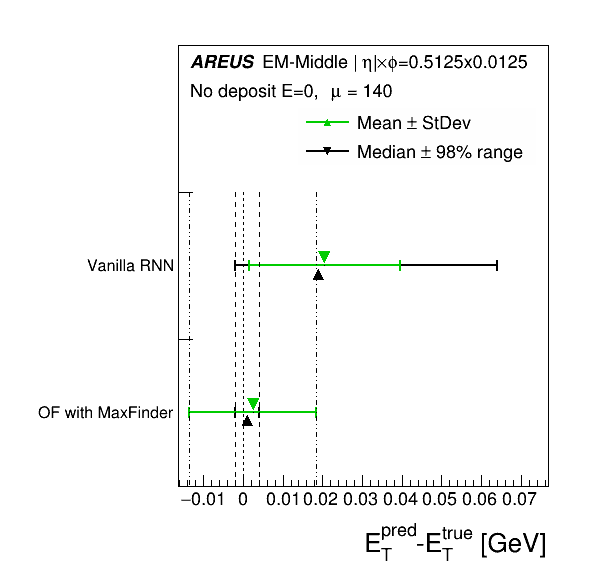 AREUS EM-Middle | η|×ϕ=0.5125x0.0125
No deposit E=0, μ = 140
Mean ± StDev
Median ± 98% range
Vanilla RNN
OF with MaxFinder
−0.01 0 0.01 0.02 0.03 0.04 0.05 0.06 0.07
E_T^pred-E_T^true [GeV]